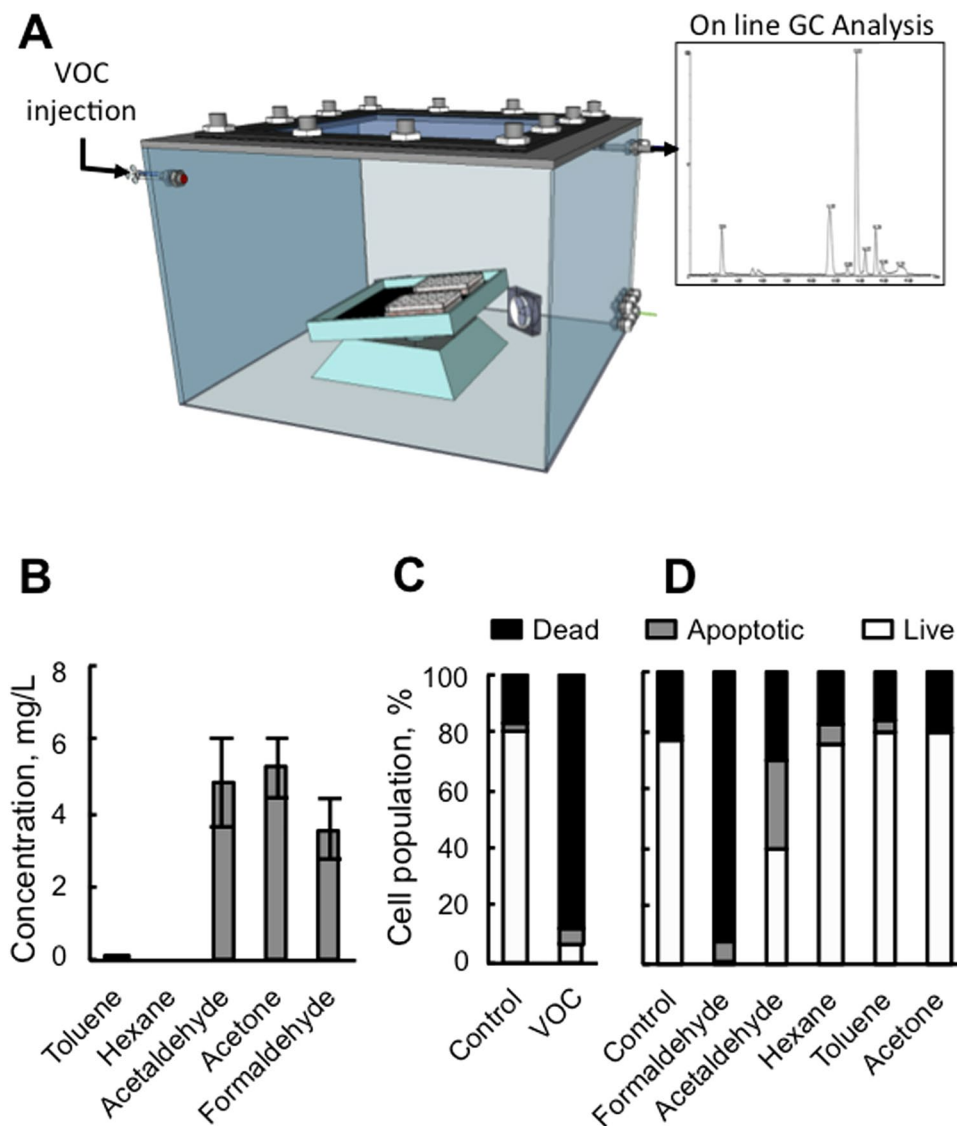 A
On line GC Analysis
VOC
injection
B
C
D
Dead
Apoptotic
Live
Concentration, mg/L
8
6
4
2
0
Toluene
Hexane
Acetaldehyde
Acetone
Formaldehyde
Cell population, %
100
80
60
40
20
0
Control
VOC
Control
Formaldehyde
Acetaldehyde
Hexane
Toluene
Acetone